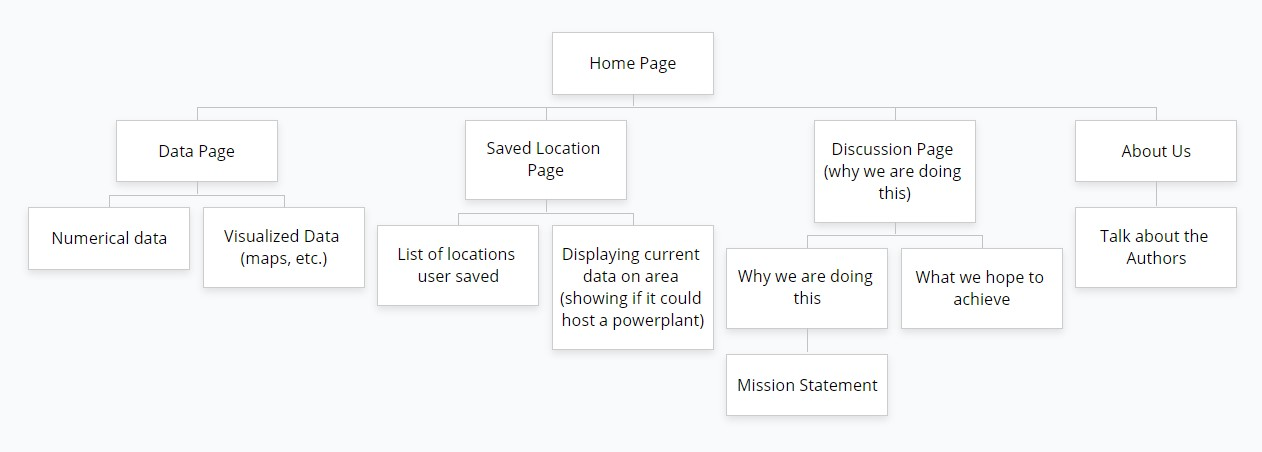 Home Page
Data Page
Saved Location
Page
Discussion Page
(why we are doing
this)
About Us
Numerical data
Visualized Data
(maps, etc.)
List of locations
user saved
Displaying current
data on area
(showing if it could
host a powerplant)
Why we are doing
this
What we hope to
achieve
Talk about the
Authors
Mission Statement